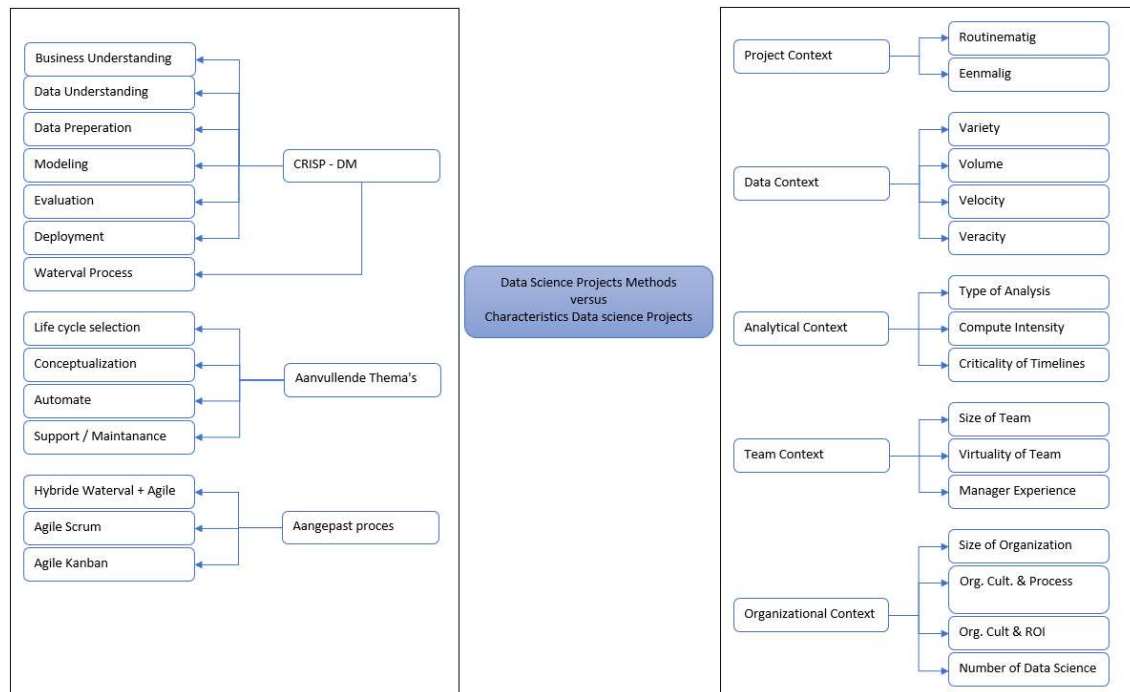 Business Understanding
Data Understanding
Data Preperation
Modeling
Evaluation
Deployment
Waterval Process
CRISP - DM
Life cycle selection
Conceptualization
Automate
Support / Maintanance
Aanvullende Thema's
Hybride Waterval + Agile
Agile Scrum
Agile Kanban
Aangepast proces
Data Science Projects Methods
versus
Characteristics Data science Projects
Project Context
Routinematig
Eenmalig
Data Context
Variety
Volume
Velocity
Veracity
Analytical Context
Type of Analysis
Compute Intensity
Criticality of Timelines
Team Context
Size of Team
Virtuality of Team
Manager Experience
Organizational Context
Size of Organization
Org. Cult. & Process
Org. Cult & ROI
Number of Data Science